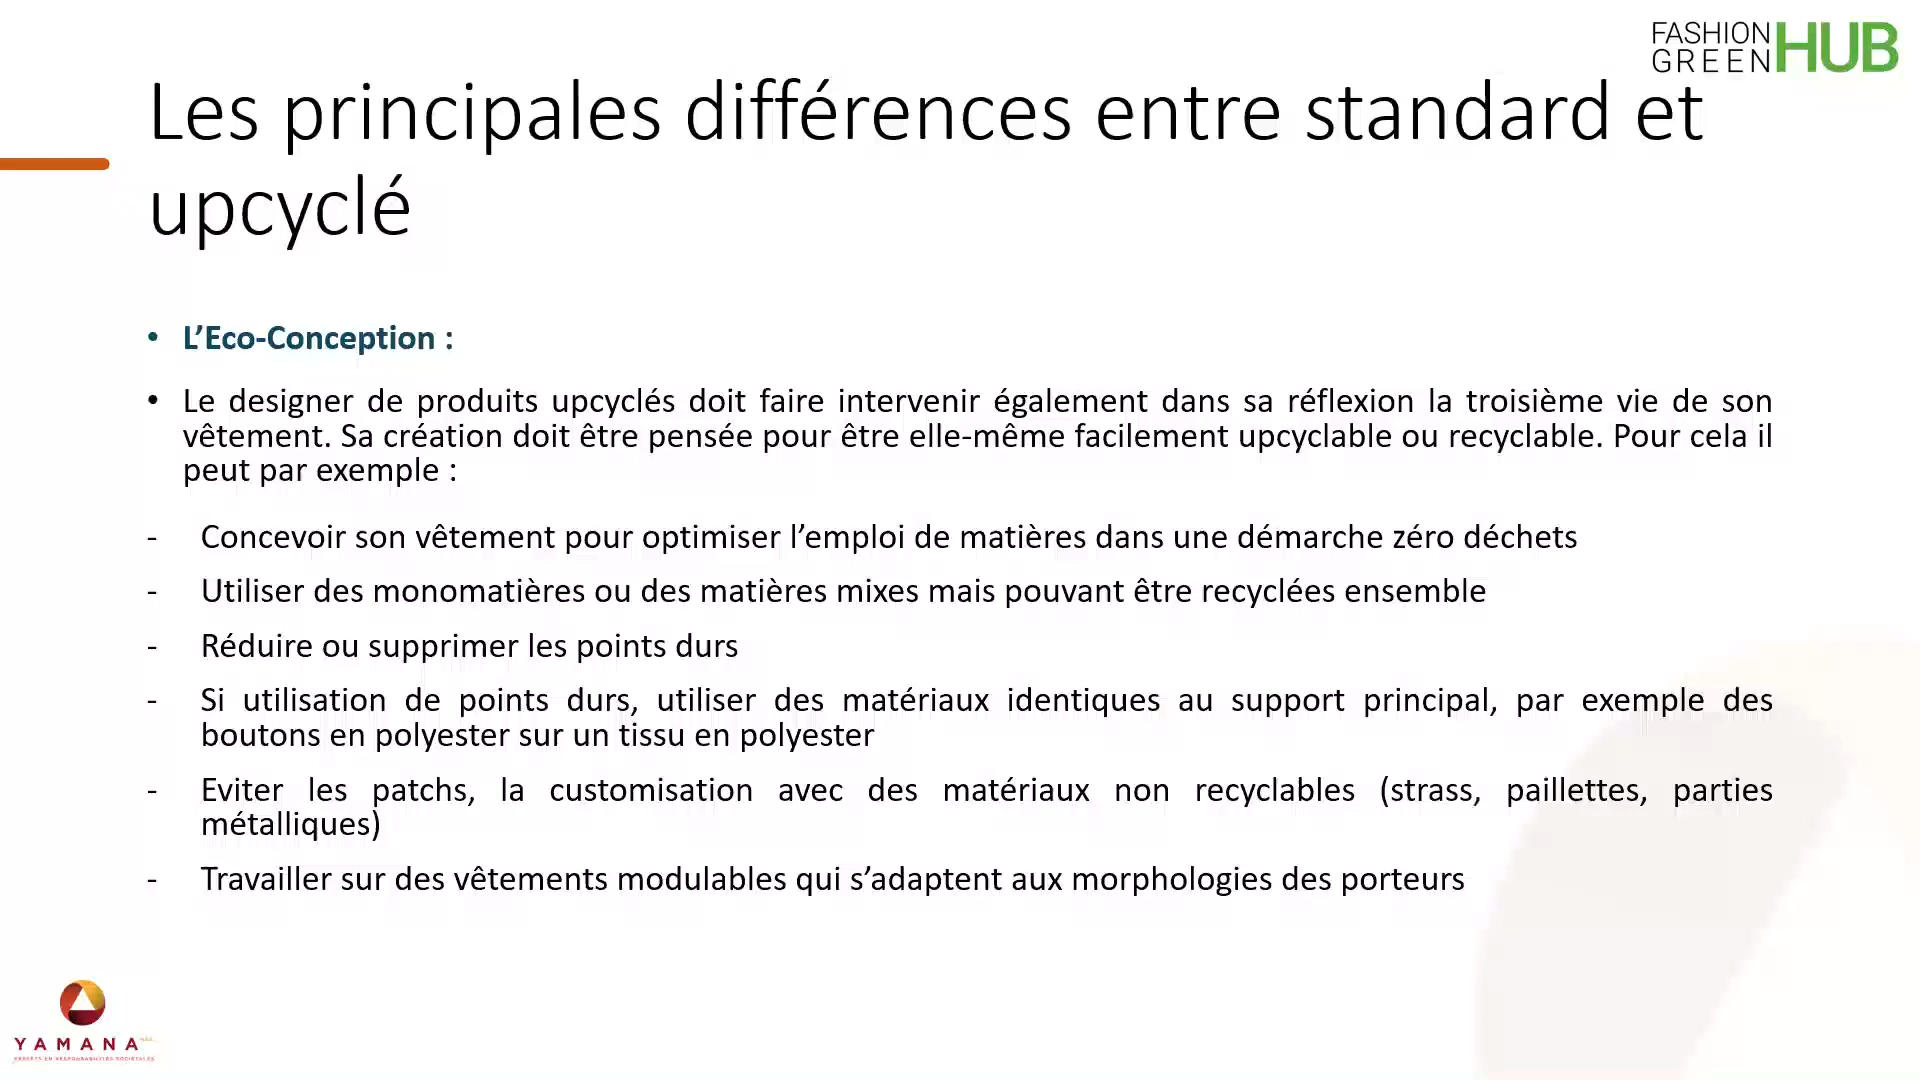 FASHION
GREEN HUB
Les principales différences entre standard et
upcyclé
• L’Eco-Conception :
• Le designer de produits upcyclés doit faire intervenir également dans sa réflexion la troisième vie de son
vêtement. Sa création doit être pensée pour être elle-même facilement upcyclable ou recyclable. Pour cela il
peut par exemple :
- Concevoir son vêtement pour optimiser l’emploi de matières dans une démarche zéro déchets
- Utiliser des monomatières ou des matières mixes mais pouvant être recyclées ensemble
- Réduire ou supprimer les points durs
- Si utilisation de points durs, utiliser des matériaux identiques au support principal, par exemple des
boutons en polyester sur un tissu en polyester
- Eviter les patchs, la customisation avec des matériaux non recyclables (strass, paillettes, parties
métalliques)
- Travailler sur des vêtements modulables qui s’adaptent aux morphologies des porteurs
YAMANA
EXPERTS EN RESPONSABILITÉS SOCIÉTALES